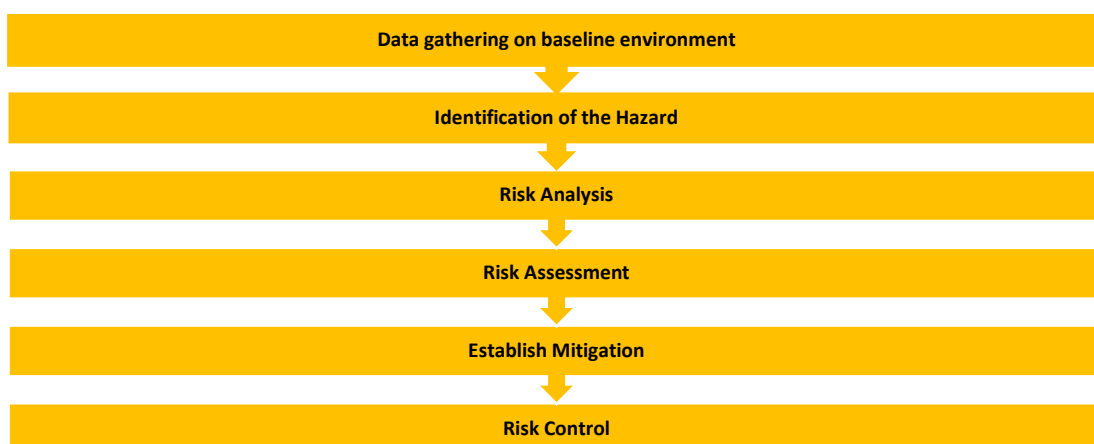 Data gathering on baseline environment
Identification of the Hazard
Risk Analysis
Risk Assessment
Establish Mitigation
Risk Control